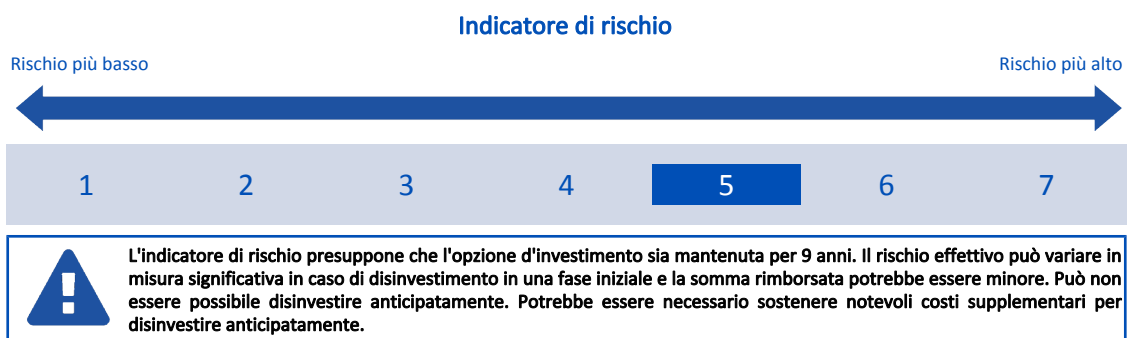 Indicatore di rischio
Rischio più basso
Rischio più alto
1 2 3 4 5 6 7
L'indicatore di rischio presuppone che l'opzione d'investimento sia mantenuta per 9 anni. Il rischio effettivo può variare in
misura significativa in caso di disinvestimento in una fase iniziale e la somma rimborsata potrebbe essere minore. Può non
essere possibile disinvestire anticipatamente. Potrebbe essere necessario sostenere notevoli costi supplementari per
disinvestire anticipatamente.